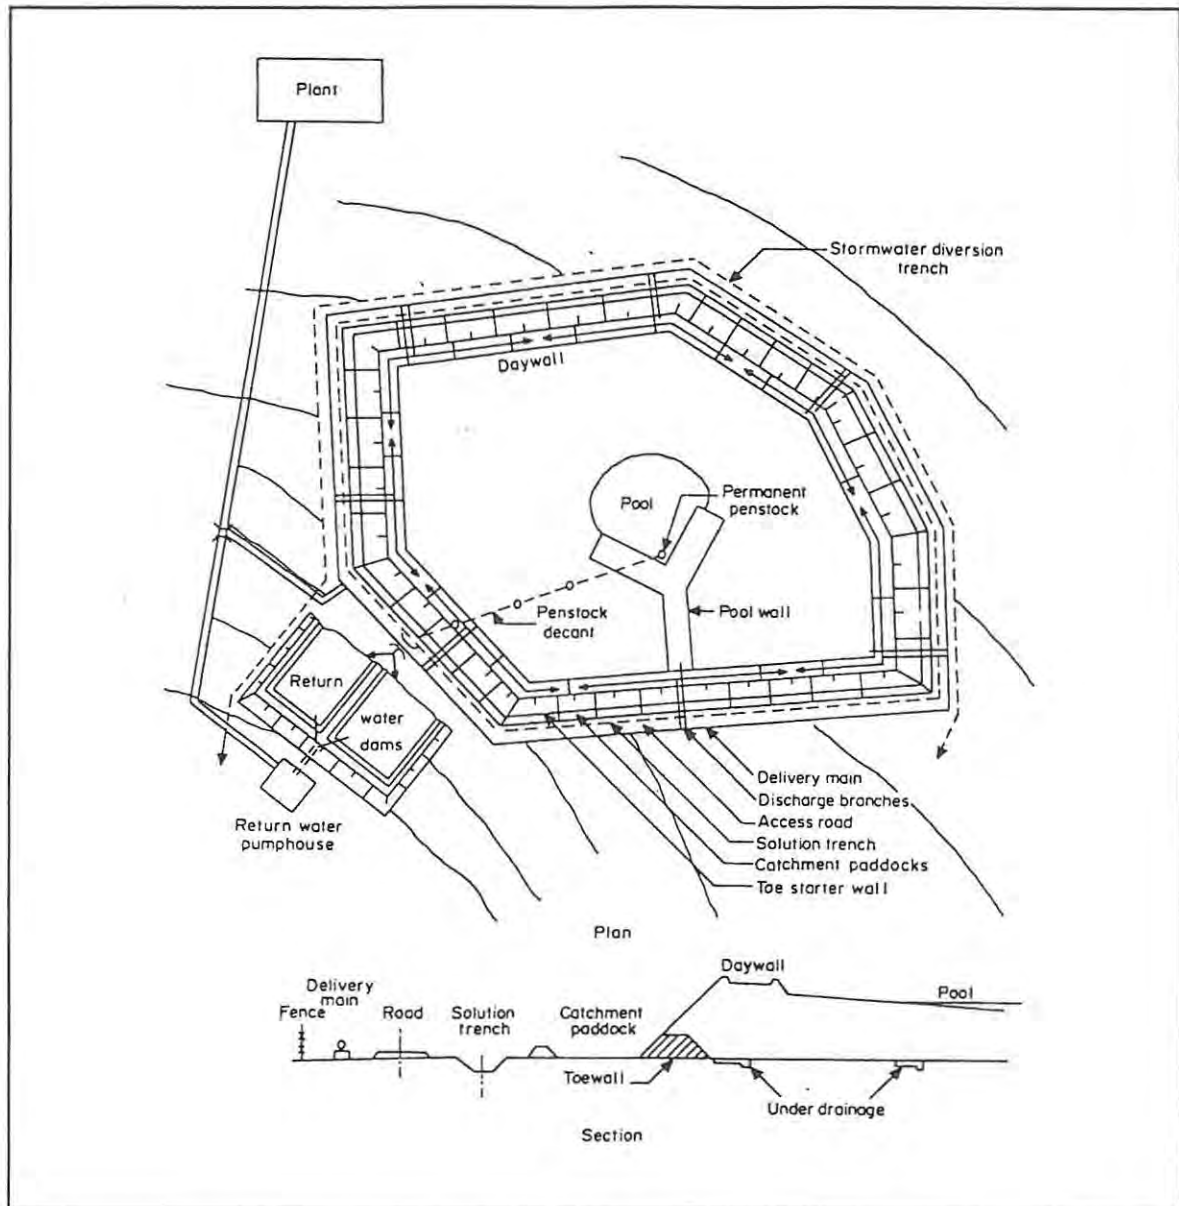 Plant
Stormwater diversion
trench
Daywall
Pool
Permanent
penstock
Penstock
decant
Pool wall
Return
water
dams
Return water
pumphouse
Delivery main
Discharge branches
Access road
Solution trench
Catchment paddocks
Toe starter wall
Plan
Daywall
Pool
Delivery
main
Fence
Road
Solution
trench
Catchment
paddock
Toewall
Under drainage
Section